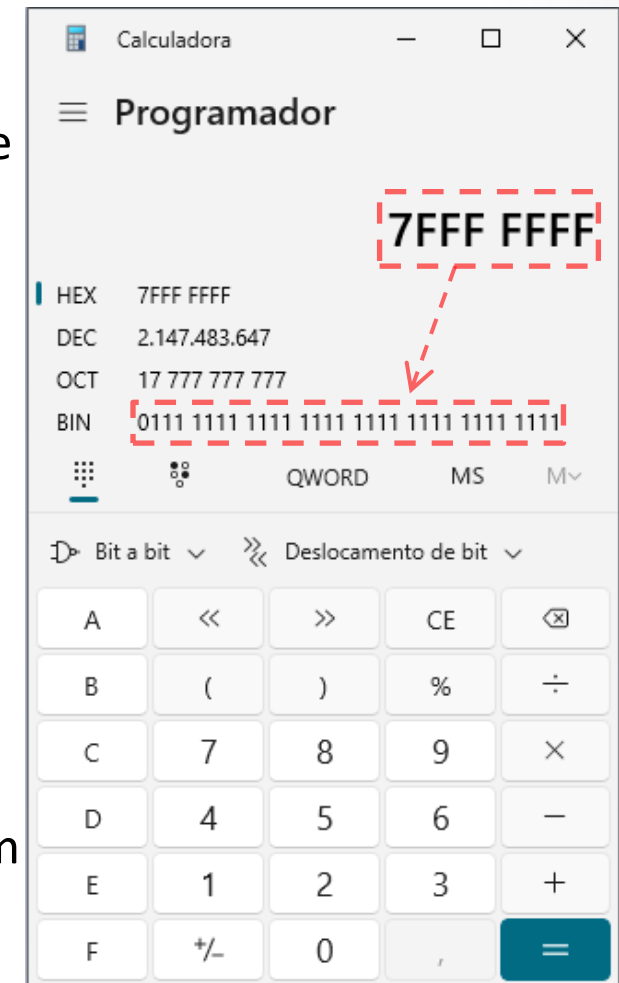 Calculadora
Programador
e
7FFF FFFF
HEX 7FFF FFFF
DEC 2.147.483.647
OCT 17 777 777 777
BIN 0111 1111 1111 1111 1111 1111 1111 1111
QWORD MS M
Bit a bit Deslocamento de bit
A << >> CE
B ( ) % ÷
C 7 8 9 ×
D 4 5 6 −
m
E 1 2 3 +
F +/− 0 , =